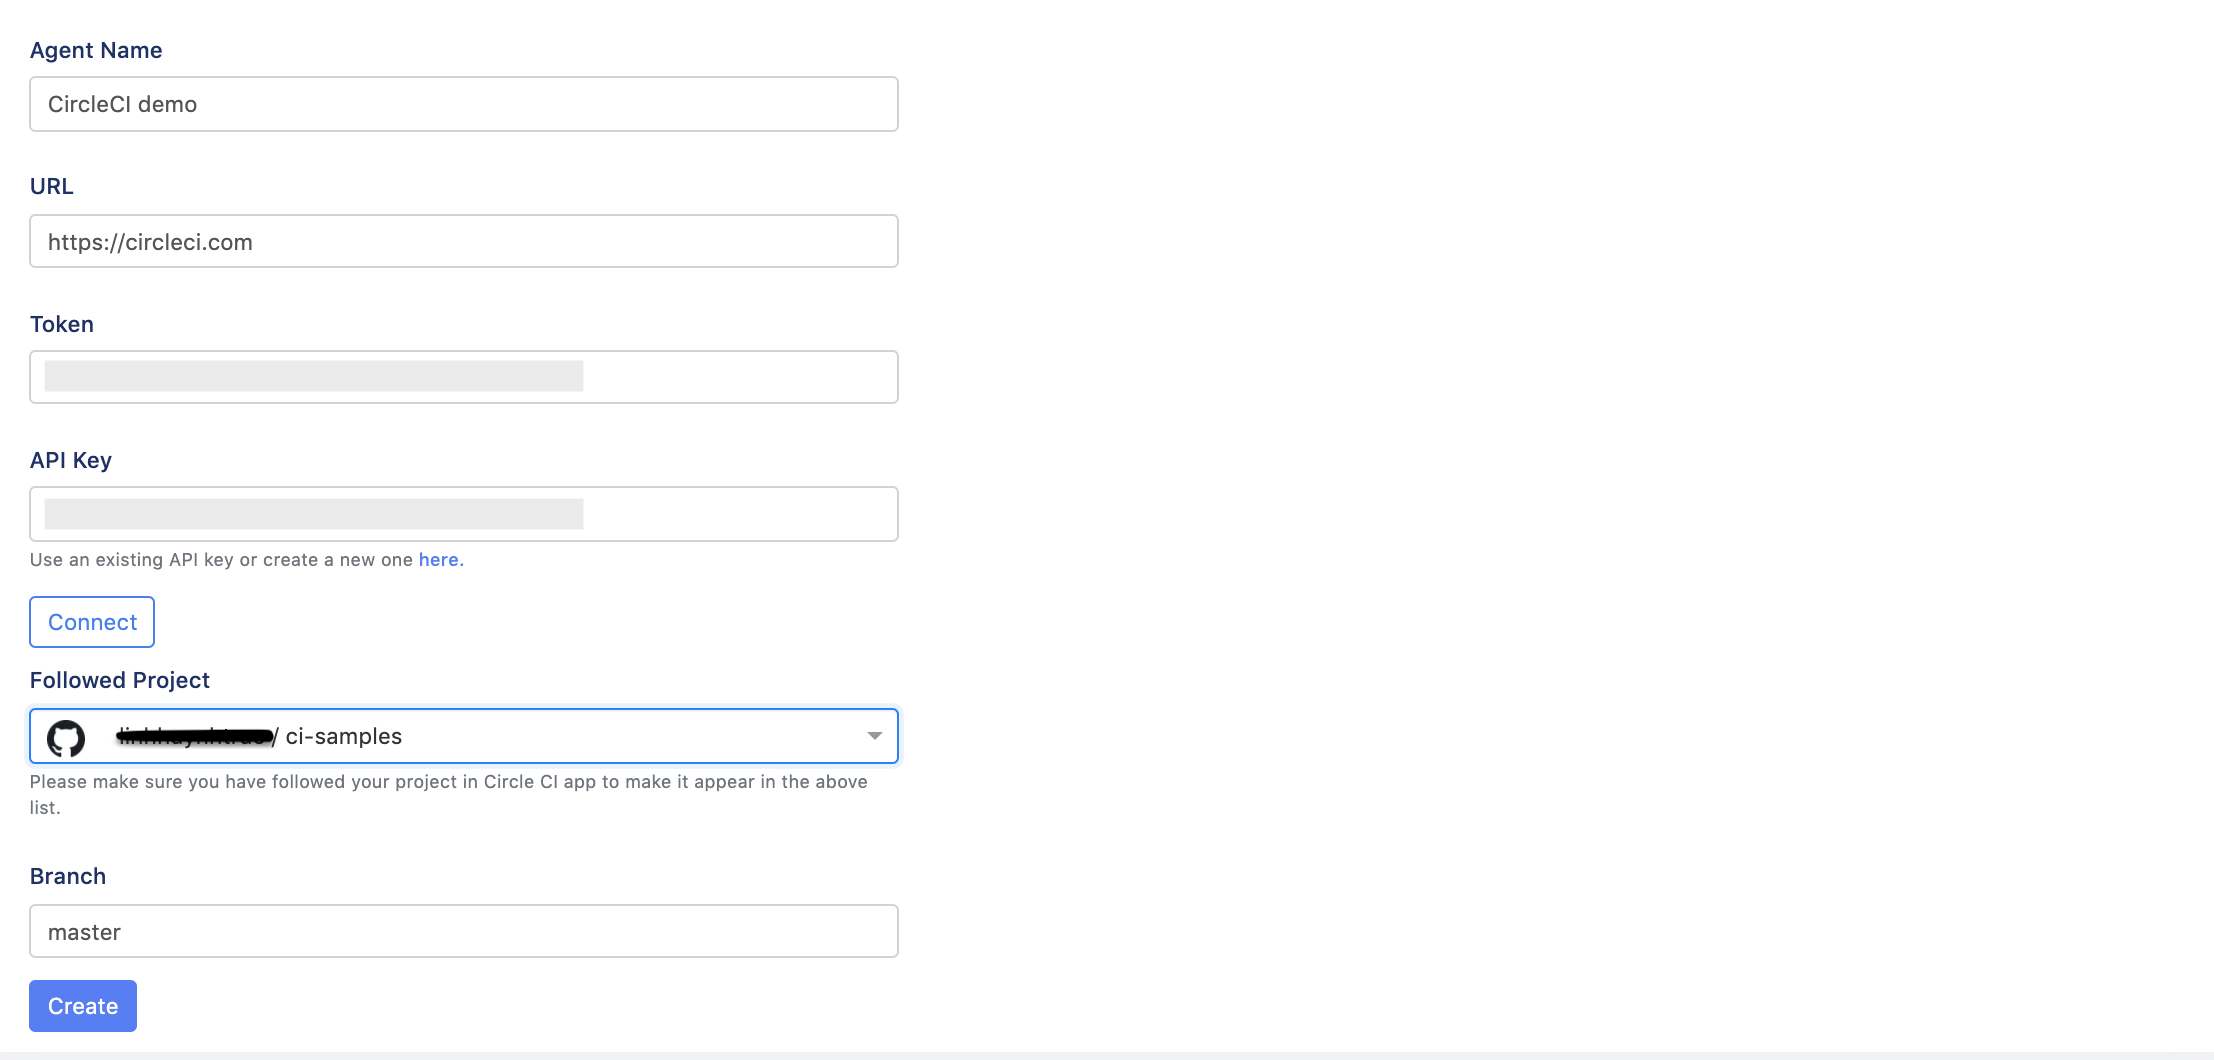 Agent Name
CircleCI demo
URL
https://circleci.com
Token
API Key
Use an existing API key or create a new one here.
Connect
Followed Project
/ ci-samples
Please make sure you have followed your project in Circle CI app to make it appear in the above
list.
Branch
master
Create